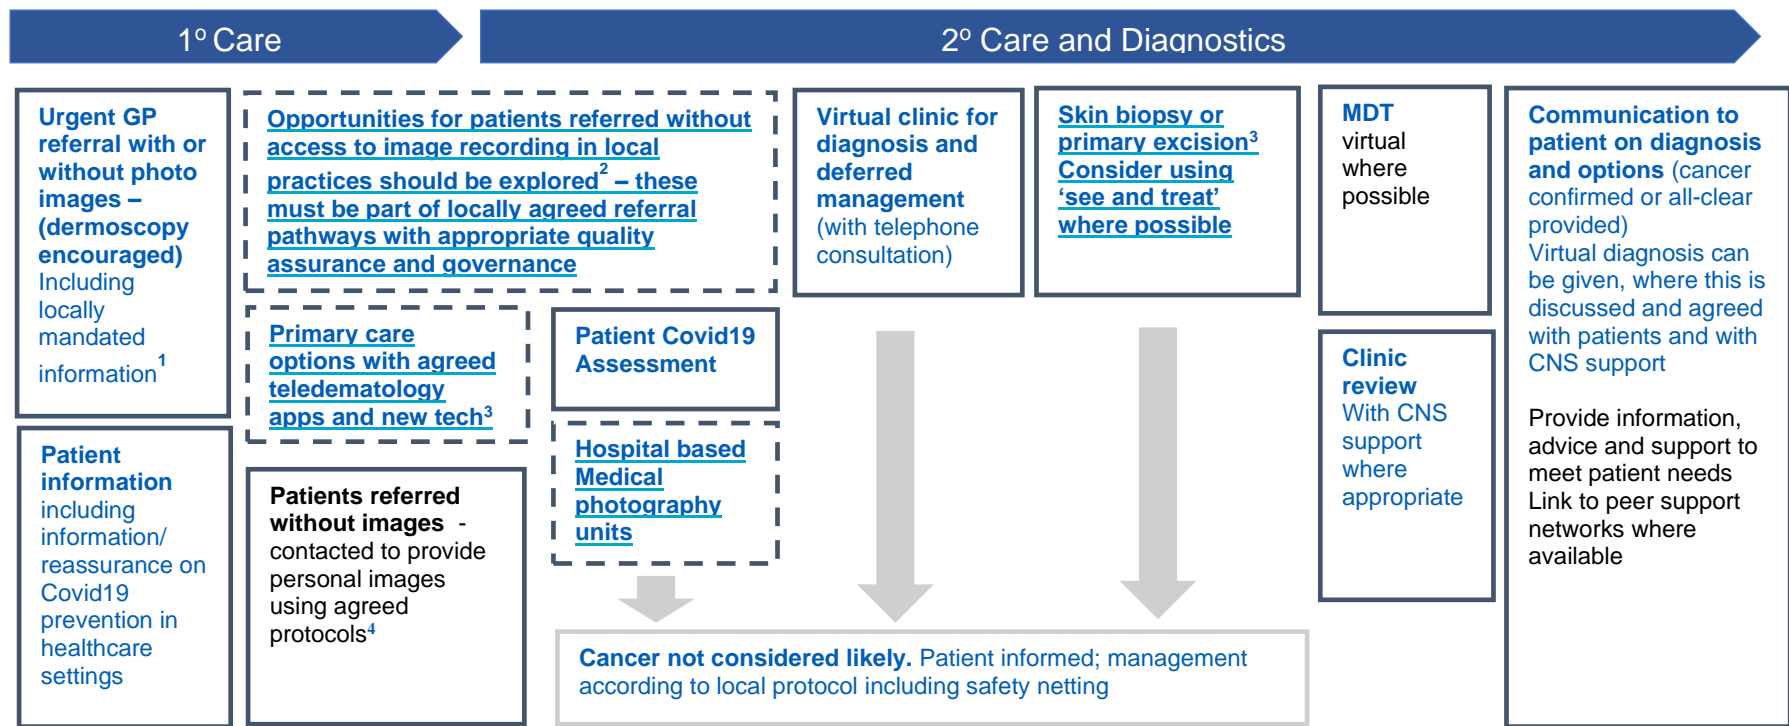 1º Care
2º Care and Diagnostics
Urgent GP
referral with or
without photo
images –
(dermoscopy
encouraged)
Including
locally
mandated
information¹
Patient
information
including
information/
reassurance on
Covid19
prevention in
healthcare
settings
Opportunities for patients referred without
access to image recording in local
practices should be explored² – these
must be part of locally agreed referral
pathways with appropriate quality
assurance and governance
Primary care
options with agreed
teledematology
apps and new tech³
Patients referred
without images -
contacted to provide
personal images
using agreed
protocols⁴
Patient Covid19
Assessment
Hospital based
Medical
photography
units
Virtual clinic for
diagnosis and
deferred
management
(with telephone
consultation)
Skin biopsy or
primary excision³
Consider using
‘see and treat’
where possible
Cancer not considered likely. Patient informed; management
according to local protocol including safety netting
MDT
virtual
where
possible
Clinic
review
With CNS
support
where
appropriate
Communication to
patient on diagnosis
and options (cancer
confirmed or all-clear
provided)
Virtual diagnosis can
be given, where this is
discussed and agreed
with patients and with
CNS support
Provide information,
advice and support to
meet patient needs
Link to peer support
networks where
available